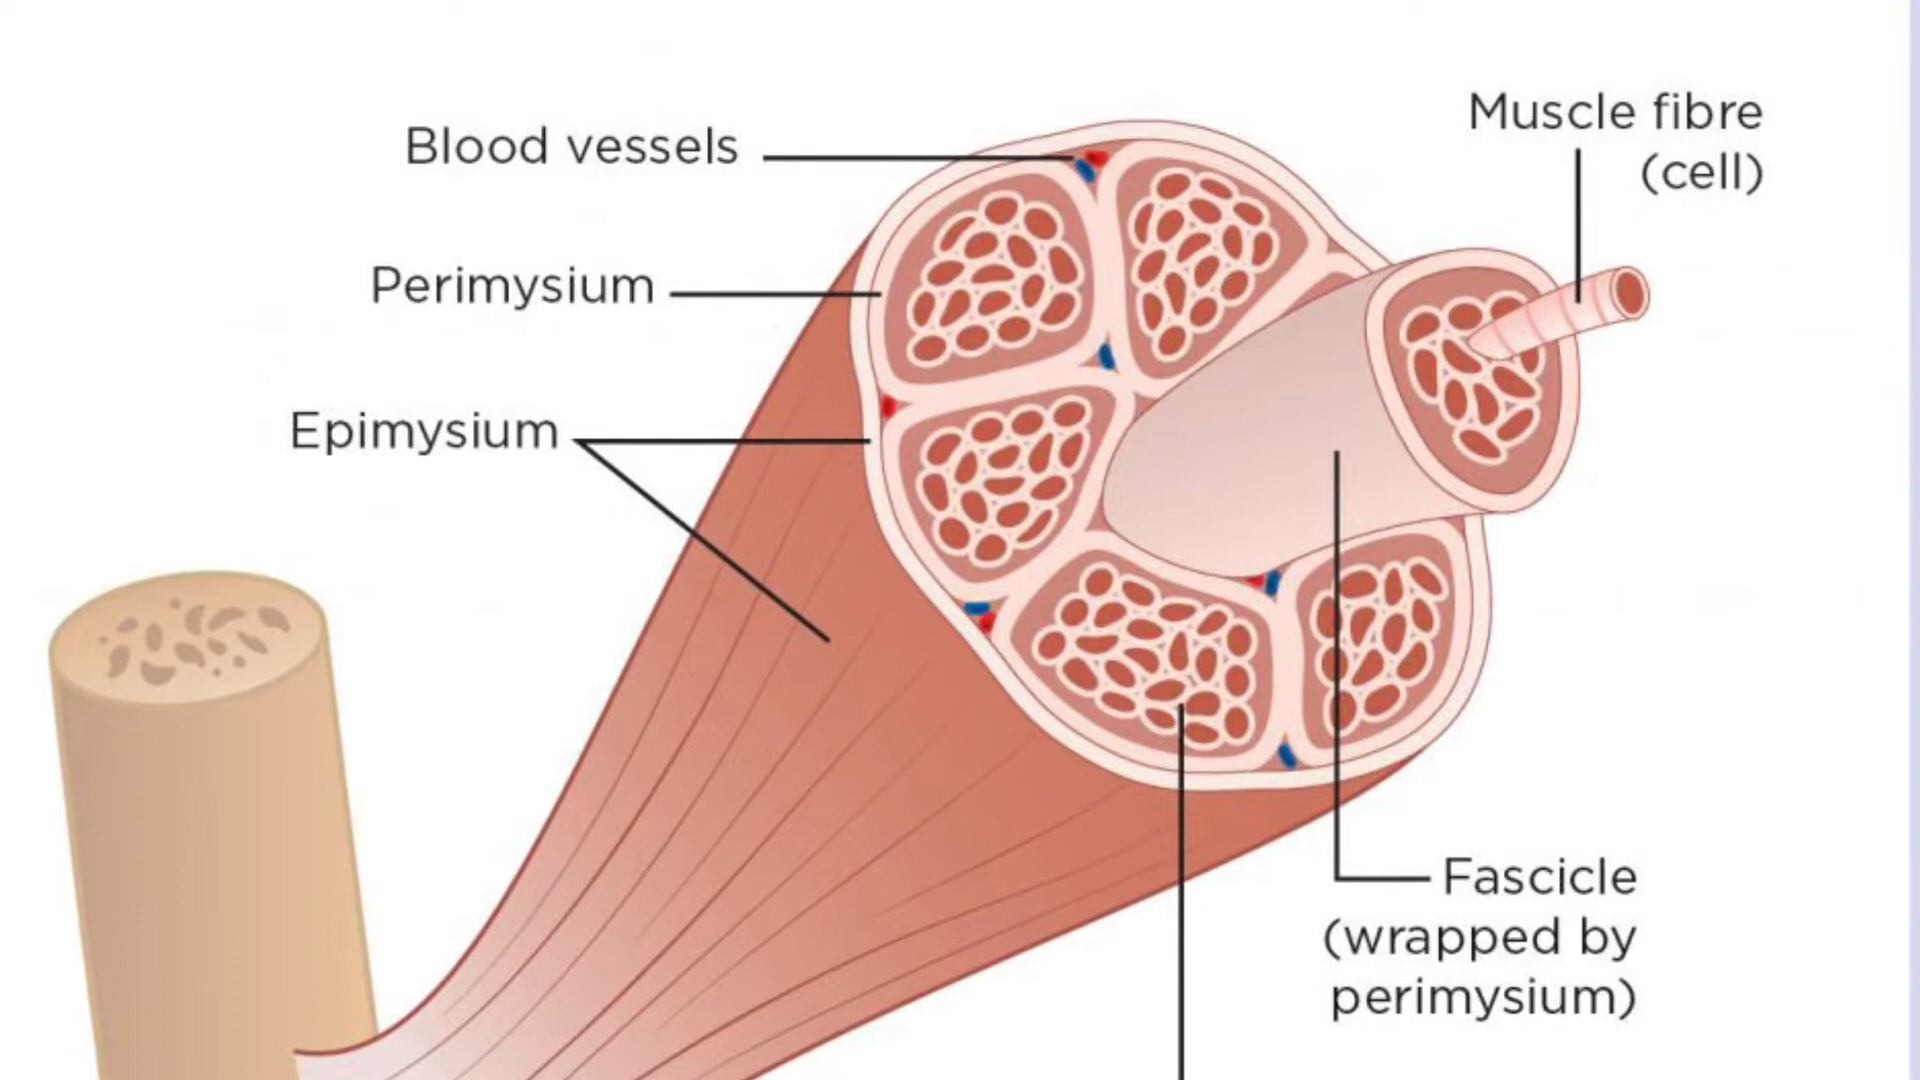 Blood vessels
Muscle fibre
(cell)
Perimysium
Epimysium
Fascicle
(wrapped by
perimysium)